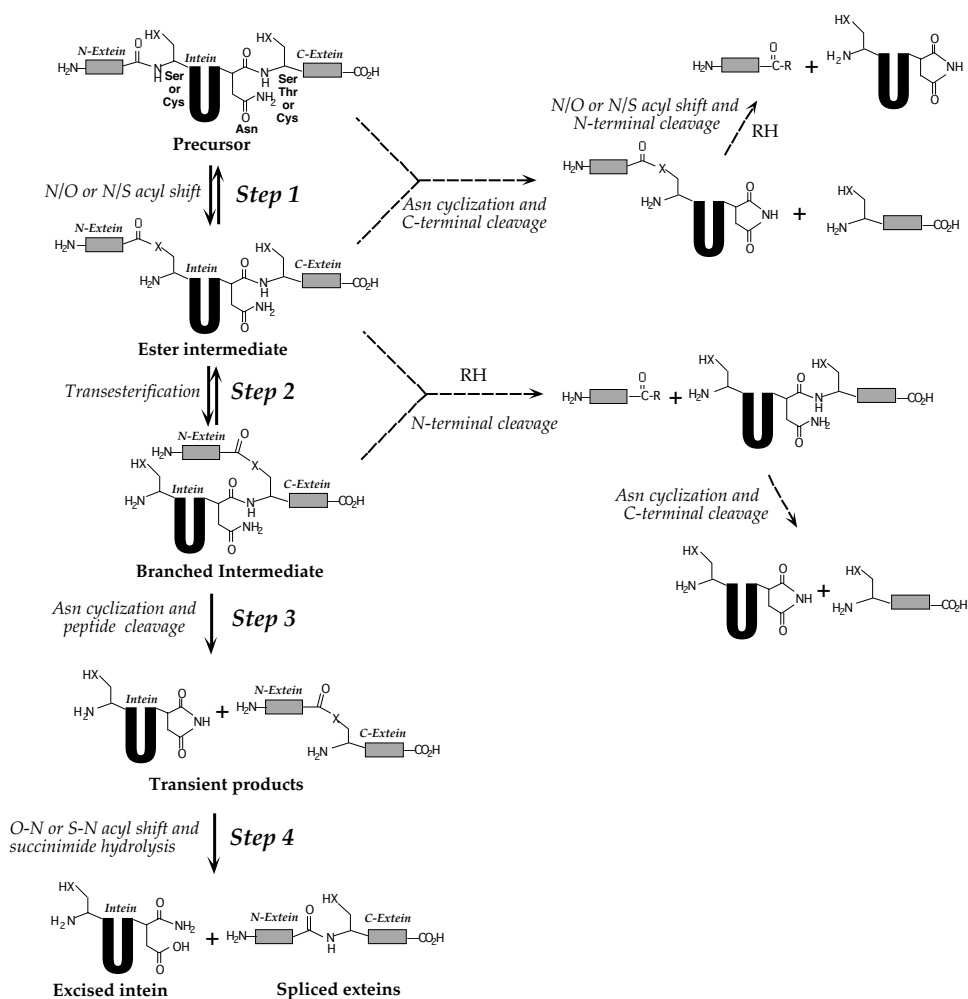 HX
N-Extein
O
Intein
O
HX
C-Extein
H₂N
N
H
Ser
or
Cys
N
H
Ser
Thr
or
Cys
CO₂H
NH₂
O
Asn
Precursor
N/O or N/S acyl shift
Step 1
N-Extein
O
H₂N
X
HX
Intein
O
C-Extein
H₂N
N
H
CO₂H
NH₂
O
Ester intermediate
Transesterification
Step 2
N-Extein
O
H₂N
X
HX
Intein
O
C-Extein
H₂N
N
H
CO₂H
NH₂
O
Branched Intermediate
Asn cyclization and
peptide cleavage
Step 3
HX
Intein
O
H₂N
NH
O
+
N-Extein
O
H₂N
X
C-Extein
H₂N
CO₂H
Transient products
O-N or S-N acyl shift and
succinimide hydrolysis
Step 4
HX
Intein
O
H₂N
NH₂
OH
O
+
N-Extein
O
HX
C-Extein
H₂N
N
H
CO₂H
Excised intein
Spliced exteins
Asn cyclization and
C-terminal cleavage
O
H₂N
X
H₂N
O
NH
O
+
HX
H₂N
CO₂H
N/O or N/S acyl shift and
N-terminal cleavage
RH
O
H₂N
C-R
+
HX
H₂N
O
NH
O
RH
N-terminal cleavage
O
H₂N
C-R
+
HX
H₂N
O
HX
N
H
CO₂H
NH₂
O
Asn cyclization and
C-terminal cleavage
HX
O
H₂N
NH
O
+
HX
H₂N
CO₂H